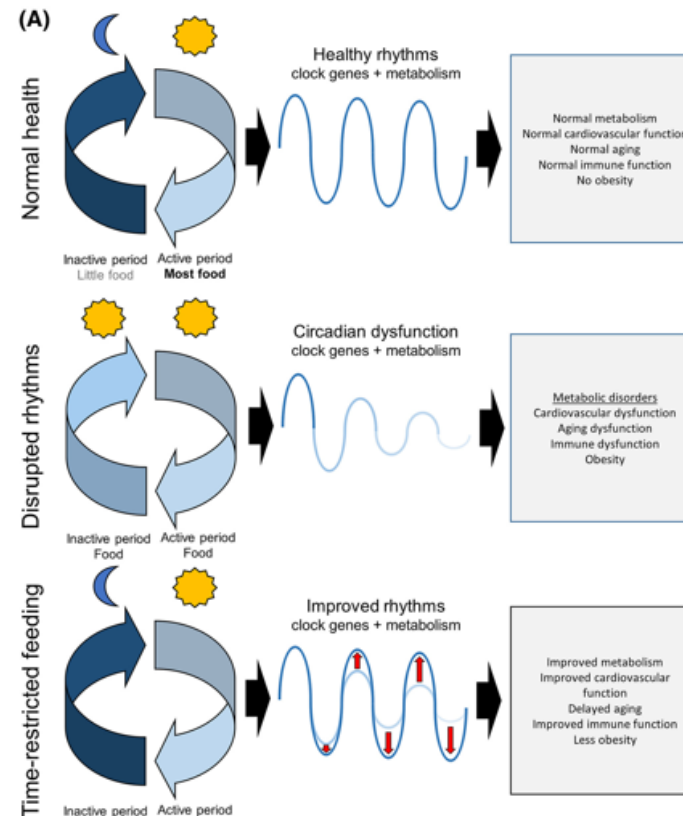 (A)
Normal health
Healthy rhythms
clock genes + metabolism
Normal metabolism
Normal cardiovascular function
Normal aging
Normal immune function
No obesity
Inactive period
Little food
Active period
Most food
Disrupted rhythms
Circadian dysfunction
clock genes + metabolism
Metabolic disorders
Cardiovascular dysfunction
Aging dysfunction
Immune dysfunction
Obesity
Inactive period
Food
Active period
Food
Time-restricted feeding
Improved rhythms
clock genes + metabolism
Improved metabolism
Improved cardiovascular
function
Delayed aging
Improved immune function
Less obesity
Inactive period
Active period